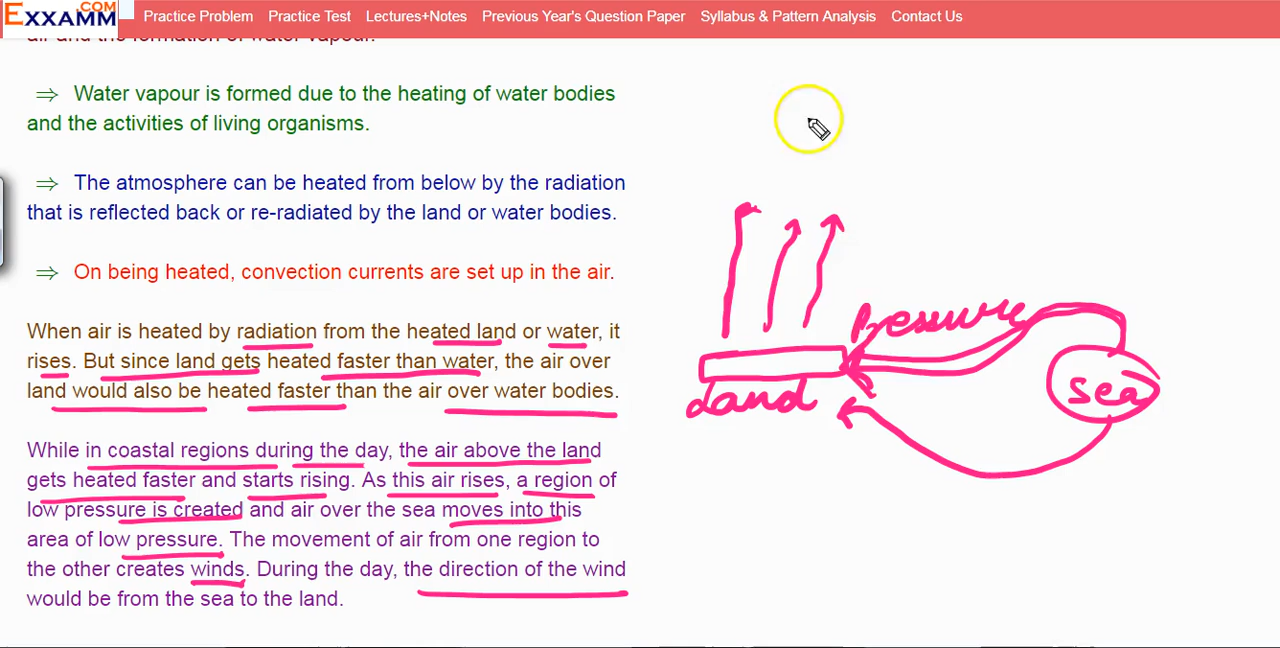 EXXAMM
.COM
Practice Problem Practice Test Lectures+Notes Previous Year's Question Paper Syllabus & Pattern Analysis Contact Us
air and the formation of water vapour.
⇒ Water vapour is formed due to the heating of water bodies
and the activities of living organisms.
⇒ The atmosphere can be heated from below by the radiation
that is reflected back or re-radiated by the land or water bodies.
⇒ On being heated, convection currents are set up in the air.
When air is heated by radiation from the heated land or water, it
rises. But since land gets heated faster than water, the air over
land would also be heated faster than the air over water bodies.
While in coastal regions during the day, the air above the land
gets heated faster and starts rising. As this air rises, a region of
low pressure is created and air over the sea moves into this
area of low pressure. The movement of air from one region to
the other creates winds. During the day, the direction of the wind
would be from the sea to the land.
Pressure
Land
sea